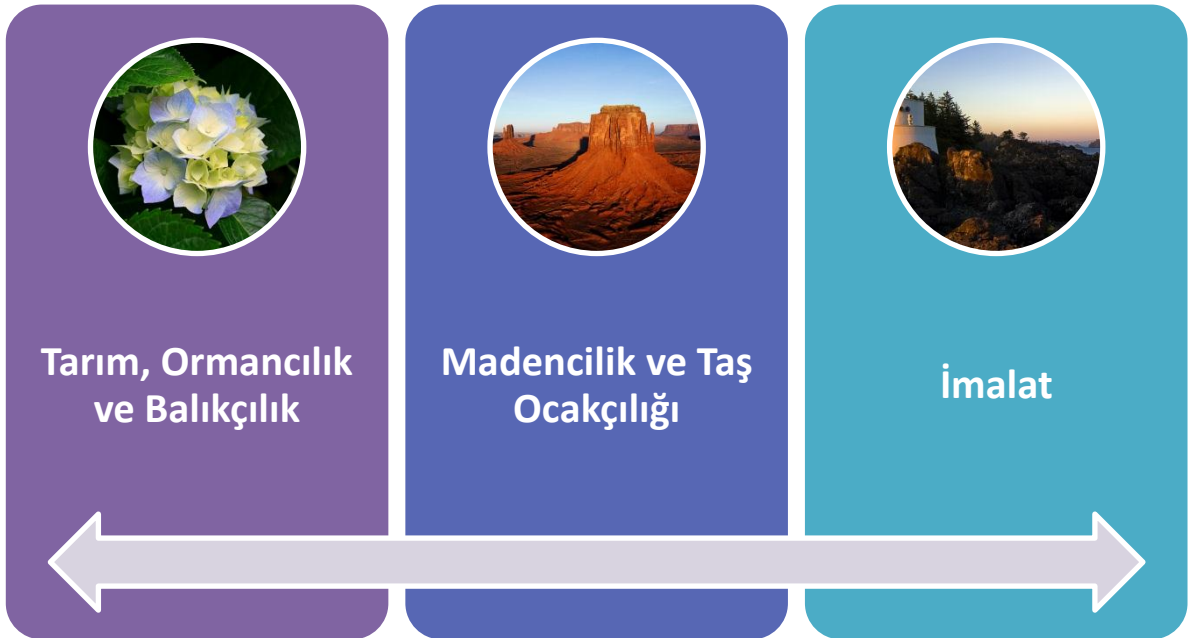 Tarım, Ormancılık
ve Balıkçılık
Madencilik ve Taş
Ocakçılığı
İmalat